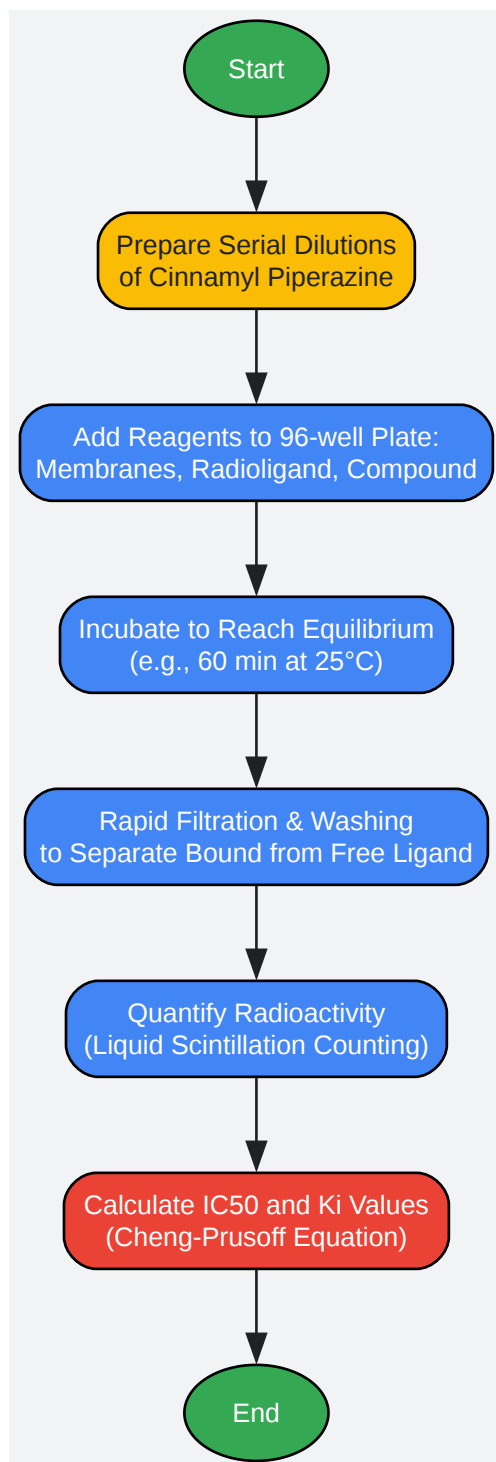 Start
Prepare Serial Dilutions
of Cinnamyl Piperazine
Add Reagents to 96-well Plate:
Membranes, Radioligand, Compound
Incubate to Reach Equilibrium
(e.g., 60 min at 25°C)
Rapid Filtration & Washing
to Separate Bound from Free Ligand
Quantify Radioactivity
(Liquid Scintillation Counting)
Calculate IC50 and Ki Values
(Cheng-Prusoff Equation)
End